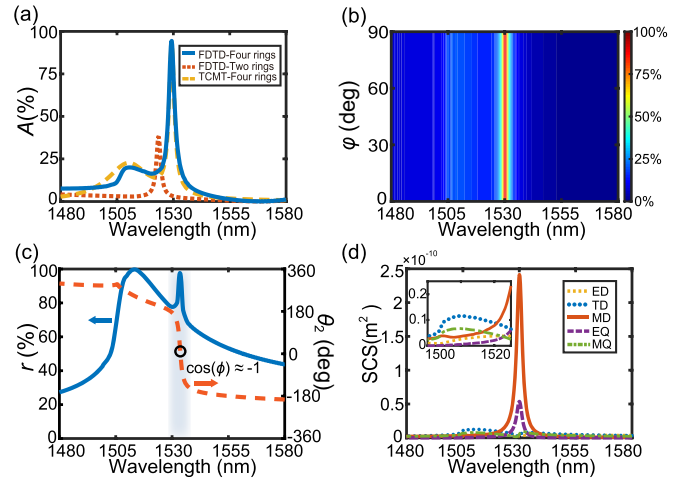 (a)
100
75
50
25
0
A(%)
FDTD-Four rings
FDTD-Two rings
TCMT-Four rings
1480 1505 1530 1555 1580
Wavelength (nm)
(b)
90
60
30
0
φ (deg)
100%
75%
50%
25%
0%
1480 1505 1530 1555 1580
Wavelength (nm)
(c)
100
80
60
40
20
0
r (%)
360
180
0
-180
-360
θ2 (deg)
cos(ϕ) ≈ -1
1480 1505 1530 1555 1580
Wavelength (nm)
(d)
×10-10
2.5
2
1.5
1
0.5
0
SCS(m2)
0.2
0.1
0
1500 1520
ED
TD
MD
EQ
MQ
1480 1505 1530 1555 1580
Wavelength (nm)